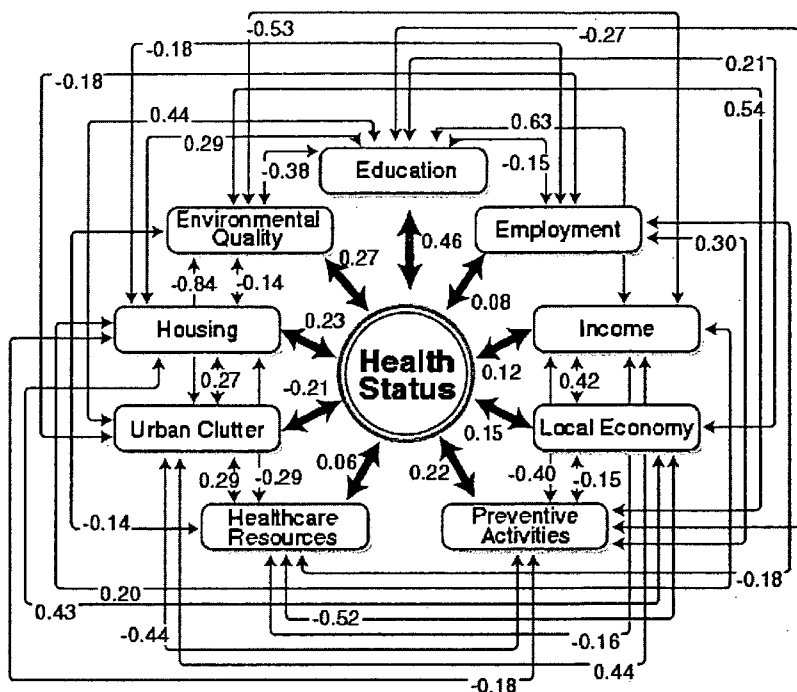 -0.53
-0.27
-0.18
0.21
-0.18
0.54
0.44
0.63
0.29
Education
-0.15
-0.38
Environmental
Quality
Employment
0.46
0.30
0.27
-0.84
-0.14
0.08
Housing
0.23
Health
Status
Income
0.12
0.27
0.42
-0.21
Urban Clutter
0.15
Local Economy
0.06
0.22
-0.40
-0.15
0.29
-0.29
Healthcare
Resources
Preventive
Activities
-0.14
-0.18
0.20
0.43
-0.52
-0.44
-0.16
0.44
-0.18